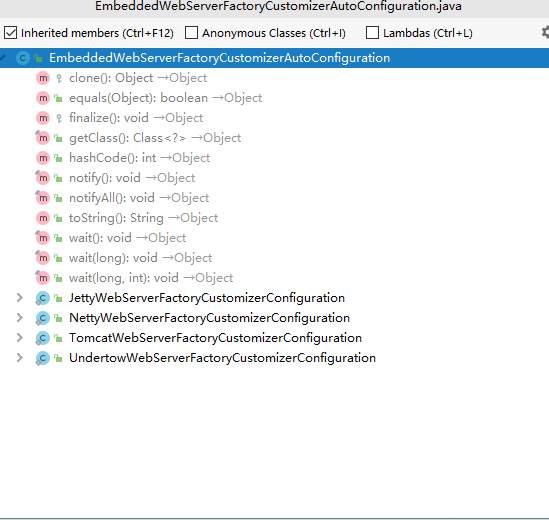 EmbeddedWebServerFactoryCustomizerAutoConfiguration.java
Inherited members (Ctrl+F12) Anonymous Classes (Ctrl+I) Lambdas (Ctrl+L)
EmbeddedWebServerFactoryCustomizerAutoConfiguration
clone(): Object →Object
equals(Object): boolean →Object
finalize(): void →Object
getClass(): Class<?> →Object
hashCode(): int →Object
notify(): void →Object
notifyAll(): void →Object
toString(): String →Object
wait(): void →Object
wait(long): void →Object
wait(long, int): void →Object
JettyWebServerFactoryCustomizerConfiguration
NettyWebServerFactoryCustomizerConfiguration
TomcatWebServerFactoryCustomizerConfiguration
UndertowWebServerFactoryCustomizerConfiguration